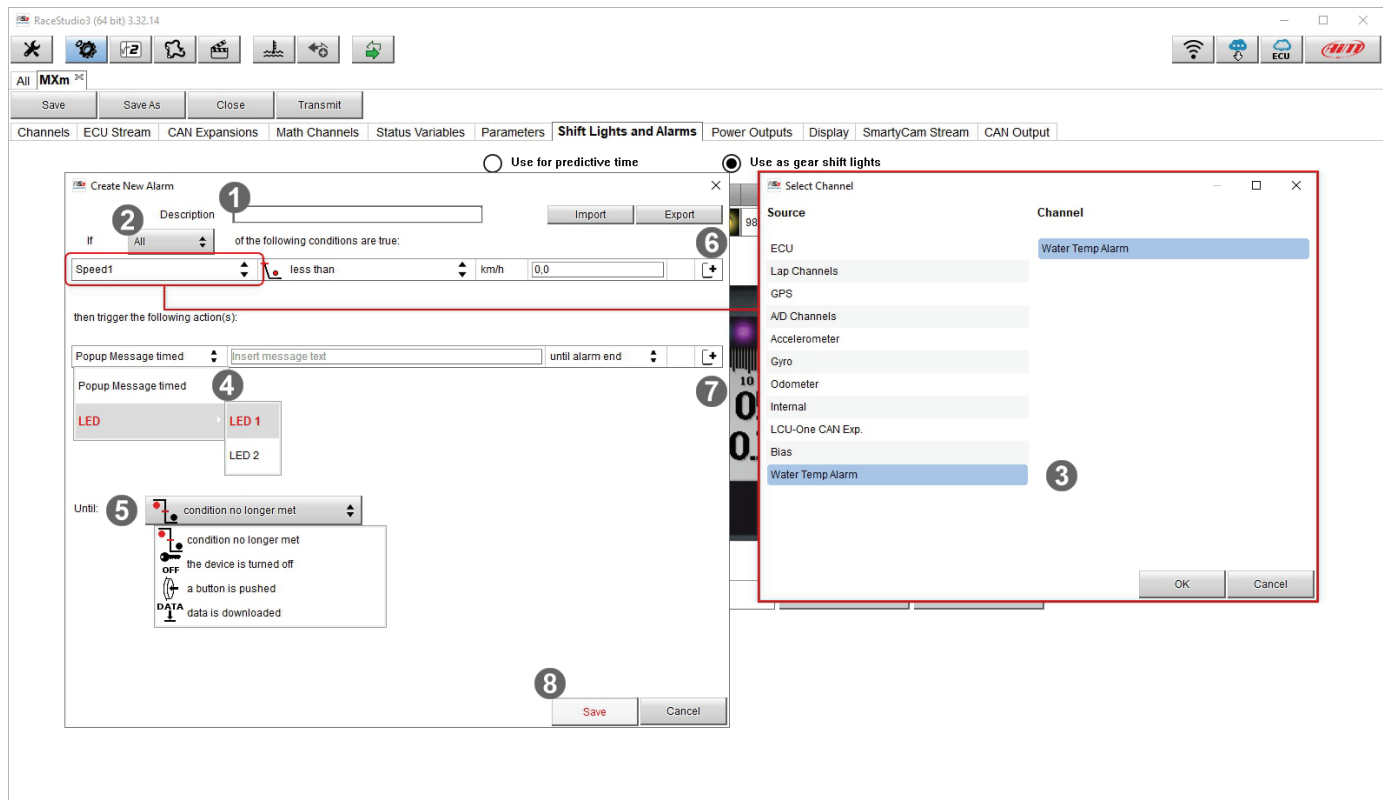 RaceStudio3 (64 bit) 3.32.14
ECU
AiM
All MXm
Save Save As Close Transmit
Channels ECU Stream CAN Expansions Math Channels Status Variables Parameters Shift Lights and Alarms Power Outputs Display SmartyCam Stream CAN Output
Use for predictive time Use as gear shift lights
Create New Alarm
1
Description
Import Export
2
If All of the following conditions are true:
6
Speed1 less than km/h 0,0
then trigger the following action(s):
Popup Message timed Insert message text until alarm end
Popup Message timed
4
7
LED
LED 1
LED 2
Until:
5
condition no longer met
condition no longer met
OFF the device is turned off
a button is pushed
DATA data is downloaded
8
Save Cancel
98
10
Select Channel
Source Channel
ECU Water Temp Alarm
Lap Channels
GPS
A/D Channels
Accelerometer
Gyro
Odometer
Internal
LCU-One CAN Exp.
Bias
Water Temp Alarm
3
OK Cancel